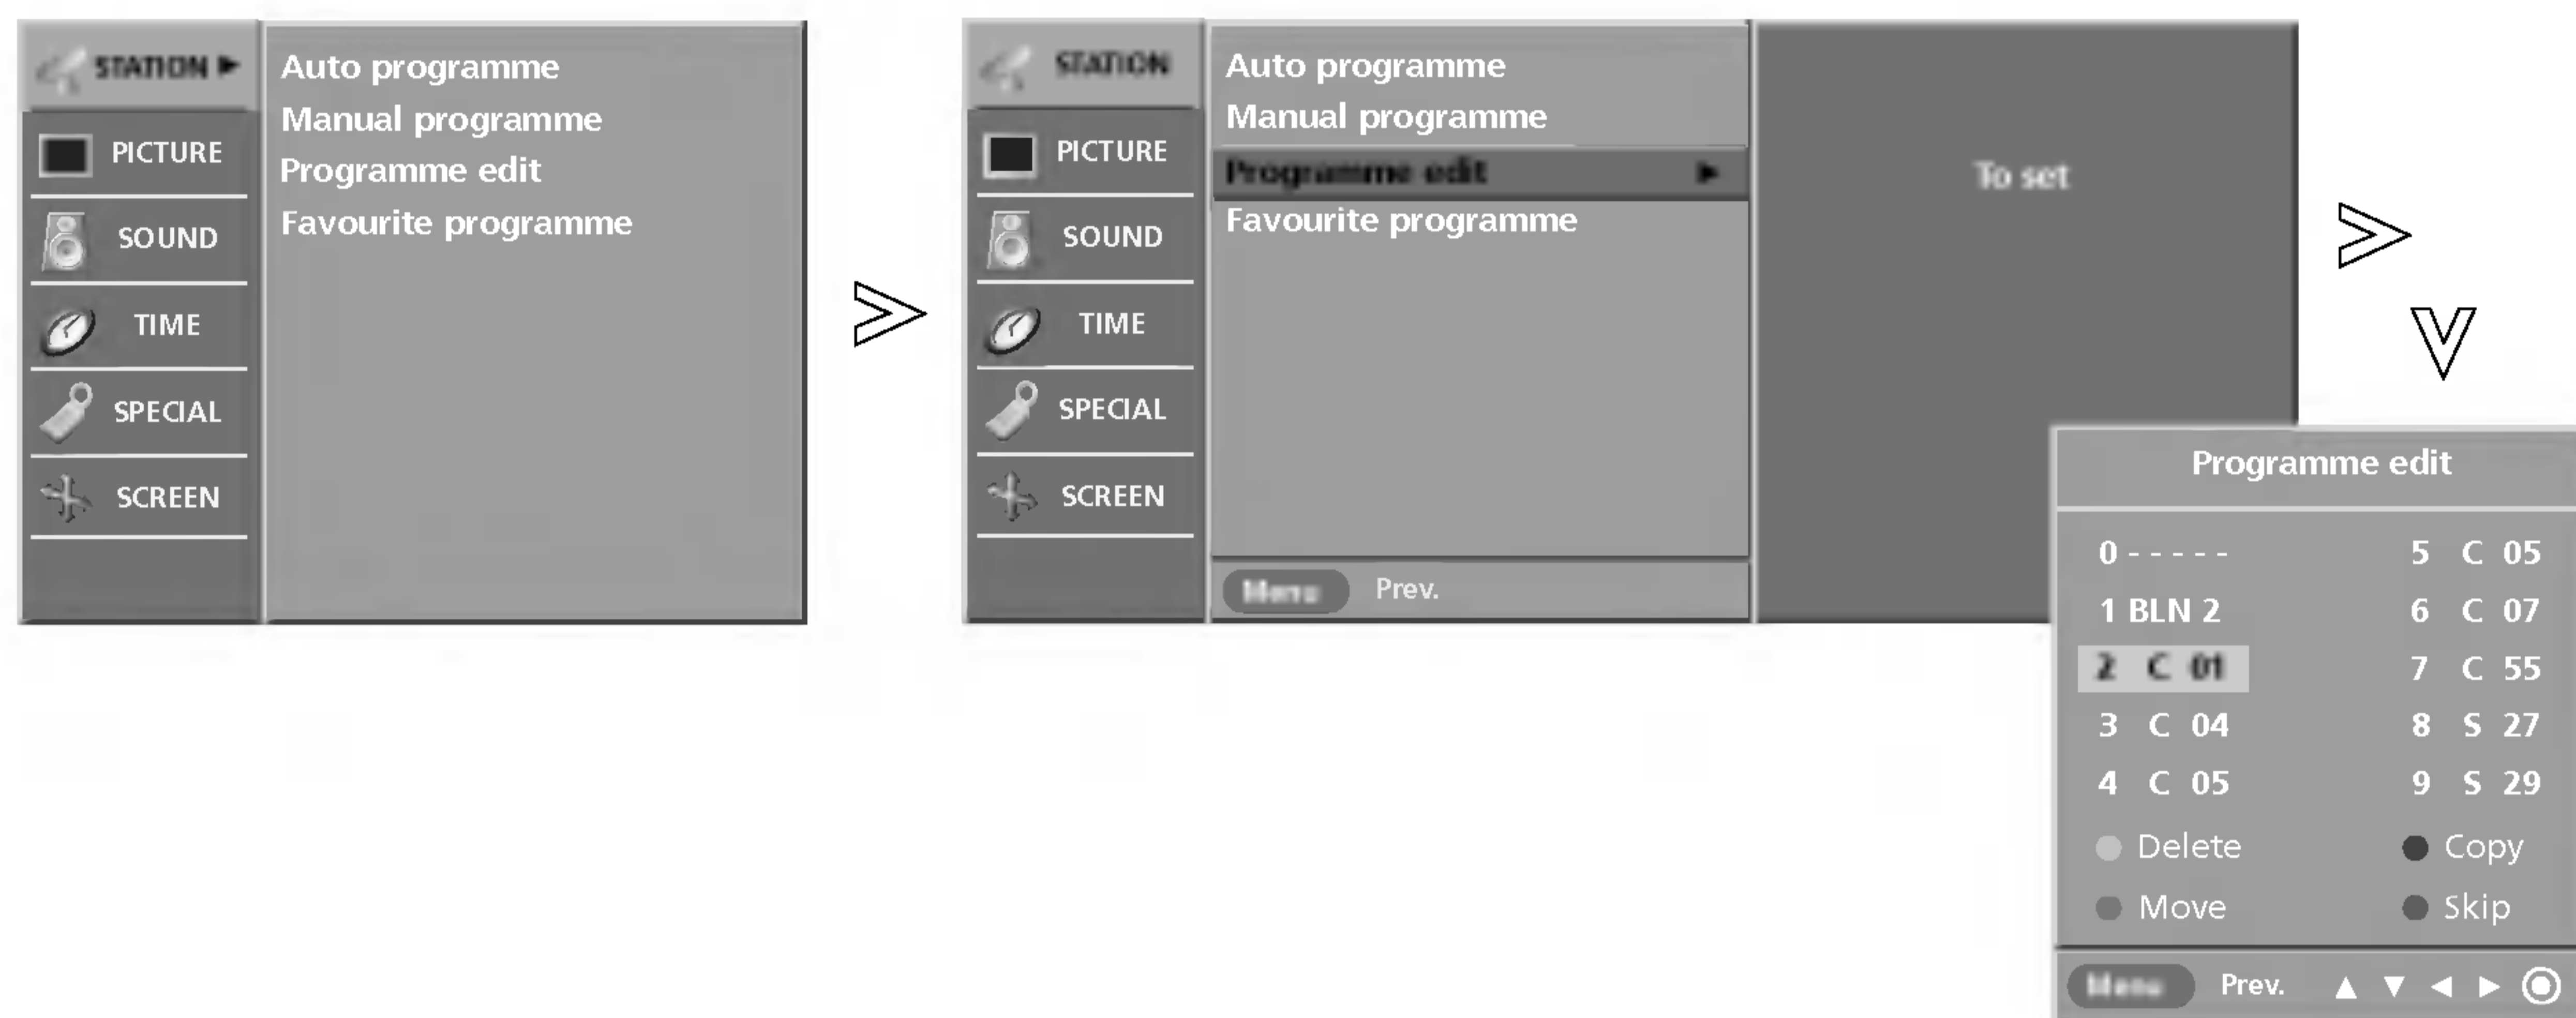 STATION ▶
PICTURE
SOUND
TIME
SPECIAL
SCREEN
Auto programme
Manual programme
Programme edit
Favourite programme
STATION
PICTURE
SOUND
TIME
SPECIAL
SCREEN
Auto programme
Manual programme
Programme edit ▶
Favourite programme
Menu Prev.
To set
Programme edit
0 - - - - - 5 C 05
1 BLN 2 6 C 07
2 C 01 7 C 55
3 C 04 8 S 27
4 C 05 9 S 29
Delete Copy
Move Skip
Menu Prev. ▲ ▼ ◀ ▶